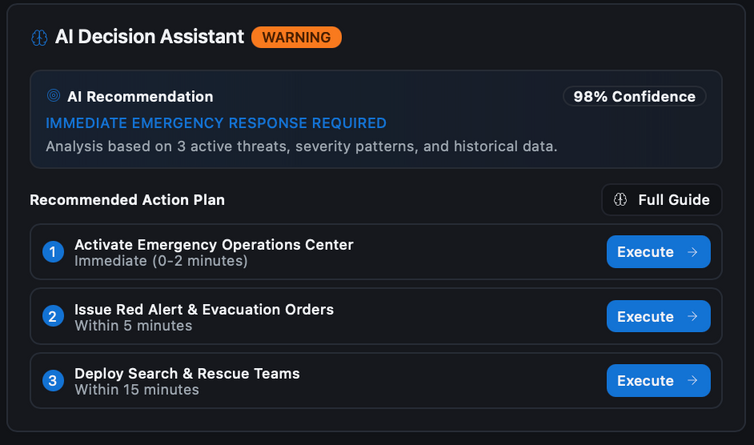 AI Decision Assistant WARNING
AI Recommendation 98% Confidence
IMMEDIATE EMERGENCY RESPONSE REQUIRED
Analysis based on 3 active threats, severity patterns, and historical data.
Recommended Action Plan Full Guide
1 Activate Emergency Operations Center
Immediate (0-2 minutes)
Execute →
2 Issue Red Alert & Evacuation Orders
Within 5 minutes
Execute →
3 Deploy Search & Rescue Teams
Within 15 minutes
Execute →